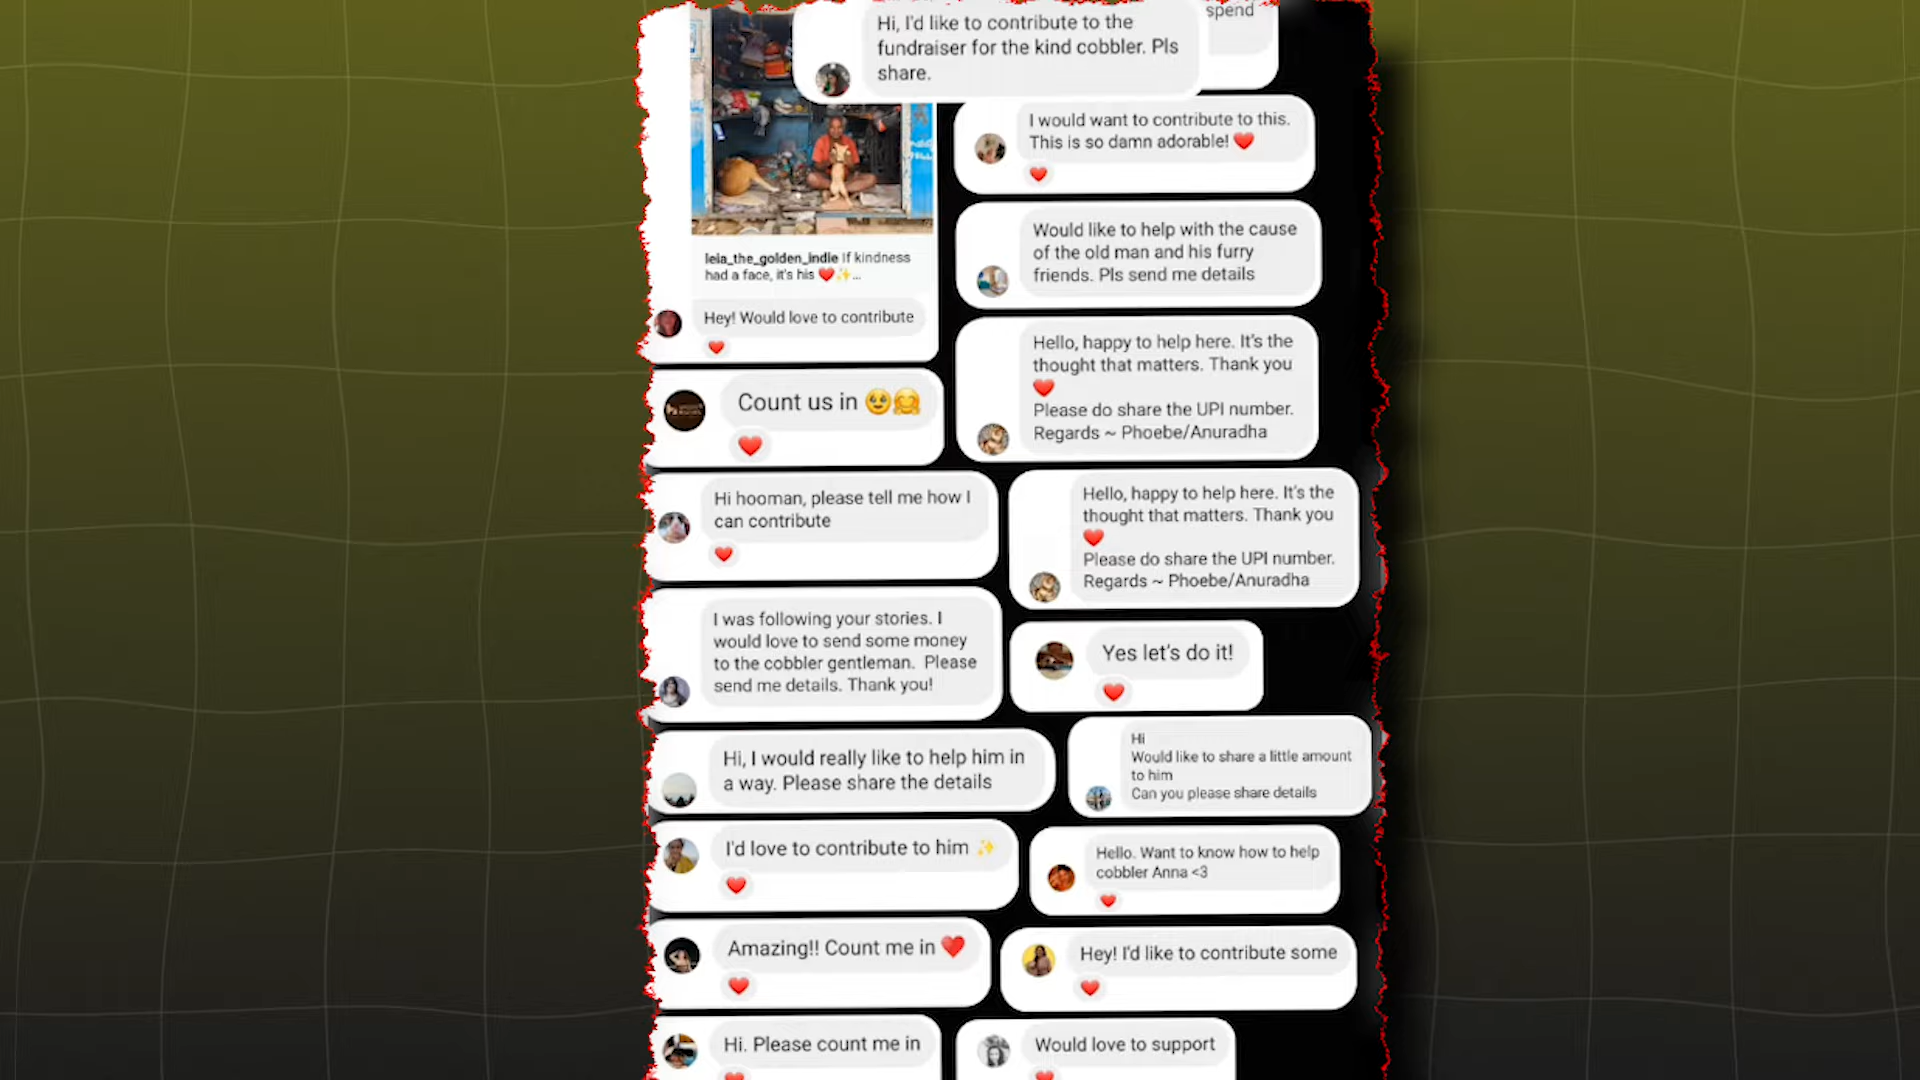 spend
Hi, I'd like to contribute to the
fundraiser for the kind cobbler. Pls
share.
leia_the_golden_indie If kindness
had a face, it's his ❤️✨...
Hey! Would love to contribute
❤️
I would want to contribute to this.
This is so damn adorable! ❤️
❤️
Would like to help with the cause
of the old man and his furry
friends. Pls send me details
Hello, happy to help here. It's the
thought that matters. Thank you
❤️
Please do share the UPI number.
Regards ~ Phoebe/Anuradha
Count us in 🥹🤗
❤️
Hi hooman, please tell me how I
can contribute
❤️
Hello, happy to help here. It's the
thought that matters. Thank you
❤️
Please do share the UPI number.
Regards ~ Phoebe/Anuradha
I was following your stories. I
would love to send some money
to the cobbler gentleman. Please
send me details. Thank you!
Yes let's do it!
❤️
Hi, I would really like to help him in
a way. Please share the details
Hi
Would like to share a little amount
to him
Can you please share details
I'd love to contribute to him ✨
❤️
Hello. Want to know how to help
cobbler Anna <3
❤️
Amazing!! Count me in ❤️
❤️
Hey! I'd like to contribute some
❤️
Hi. Please count me in
❤️
Would love to support
❤️